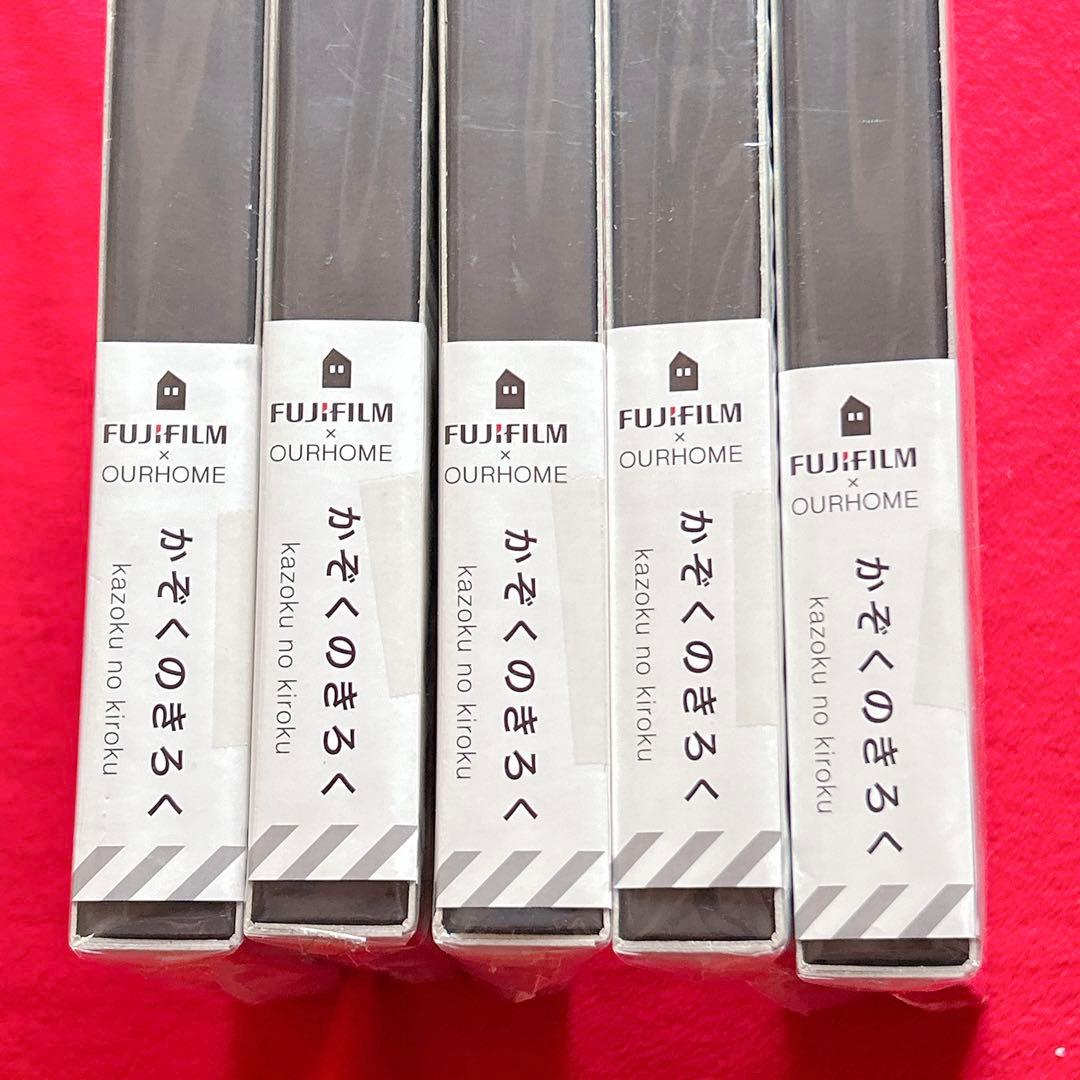 FUJIFILM
×
OURHOME
かぞくのきろく
kazoku no kiroku
FUJIFILM
×
OURHOME
かぞくのきろく
kazoku no kiroku
FUJIFILM
×
OURHOME
かぞくのきろく
kazoku no kiroku
FUJIFILM
×
OURHOME
かぞくのきろく
kazoku no kiroku
FUJIFILM
×
OURHOME
かぞくのきろく
kazoku no kiroku